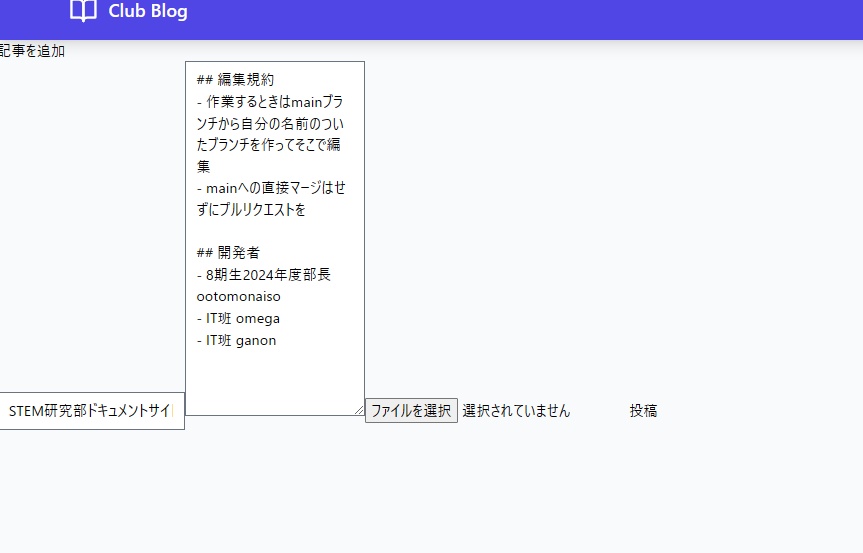 Club Blog
記事を追加
## 編集規約
- 作業するときはmainブラ
ンチから自分の名前のつい
たブランチを作ってそこで編
集
- mainへの直接マージはせ
ずにプルリクエストを
## 開発者
- 8期生2024年度部長
ootomonaiso
- IT班 omega
- IT班 ganon
STEM研究部ドキュメントサイ
ファイルを選択 選択されていません 投稿